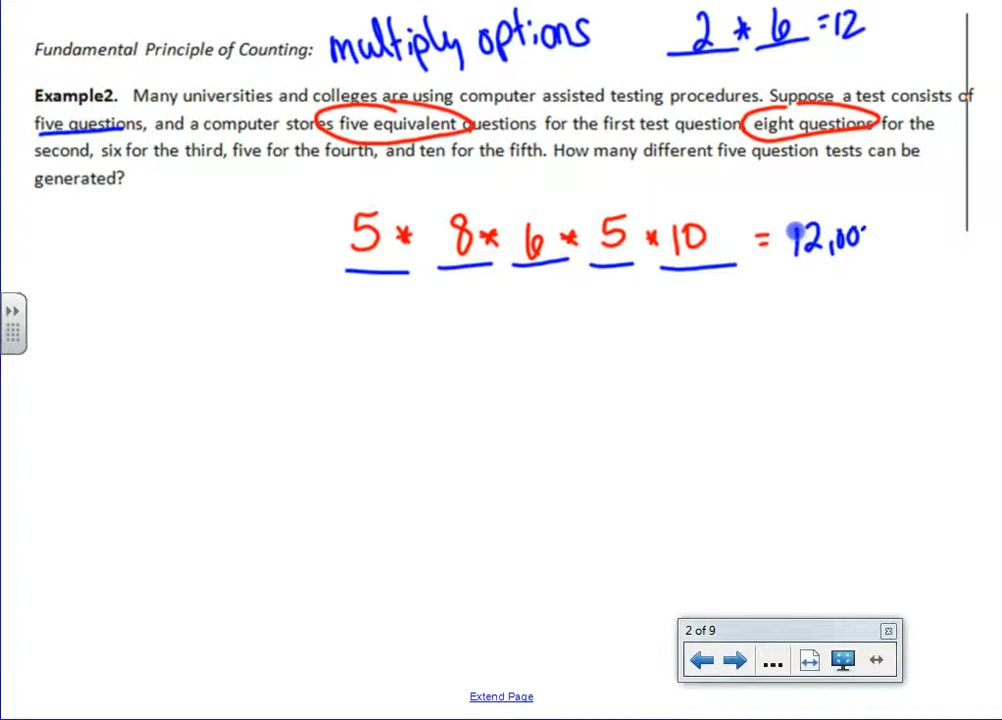 Fundamental Principle of Counting: multiply options 2 * 6 = 12
Example2. Many universities and colleges are using computer assisted testing procedures. Suppose a test consists of
five questions, and a computer stores five equivalent questions for the first test question, eight questions for the
second, six for the third, five for the fourth, and ten for the fifth. How many different five question tests can be
generated?
5 * 8 * 6 * 5 * 10 = 12,00
2 of 9
...
Extend Page